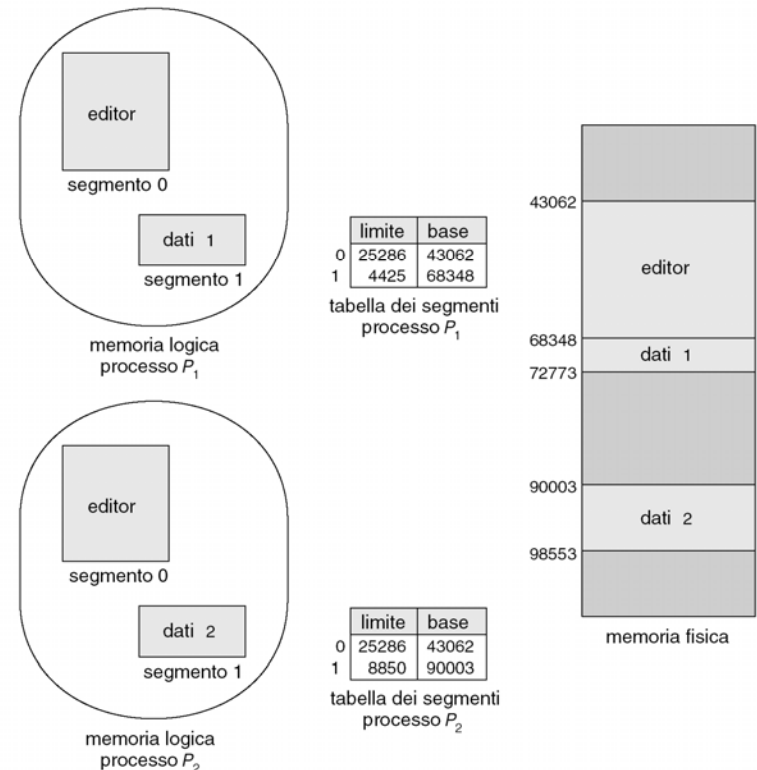 editor
segmento 0
dati 1
segmento 1
memoria logica
processo P1
limite base
0 25286 43062
1 4425 68348
tabella dei segmenti
processo P1
editor
segmento 0
dati 2
segmento 1
memoria logica
processo P2
limite base
0 25286 43062
1 8850 90003
tabella dei segmenti
processo P2
43062
editor
68348
dati 1
72773
90003
dati 2
98553
memoria fisica